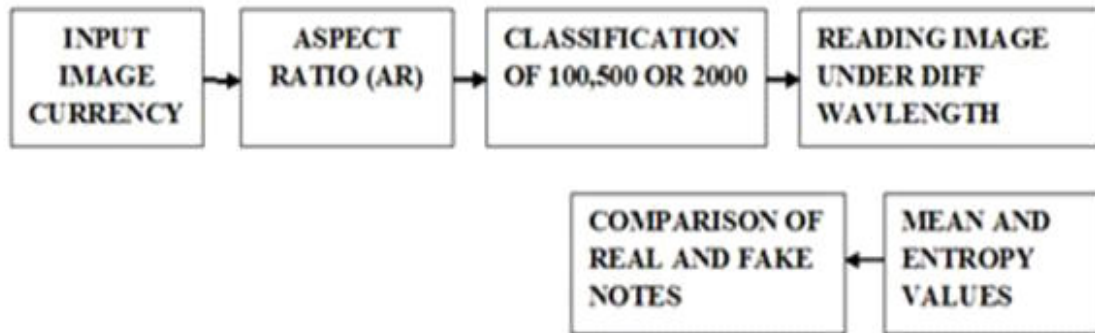 INPUT
IMAGE
CURRENCY
ASPECT
RATIO (AR)
CLASSIFICATION
OF 100,500 OR 2000
READING IMAGE
UNDER DIFF
WAVLENGTH
COMPARISON OF
REAL AND FAKE
NOTES
MEAN AND
ENTROPY
VALUES